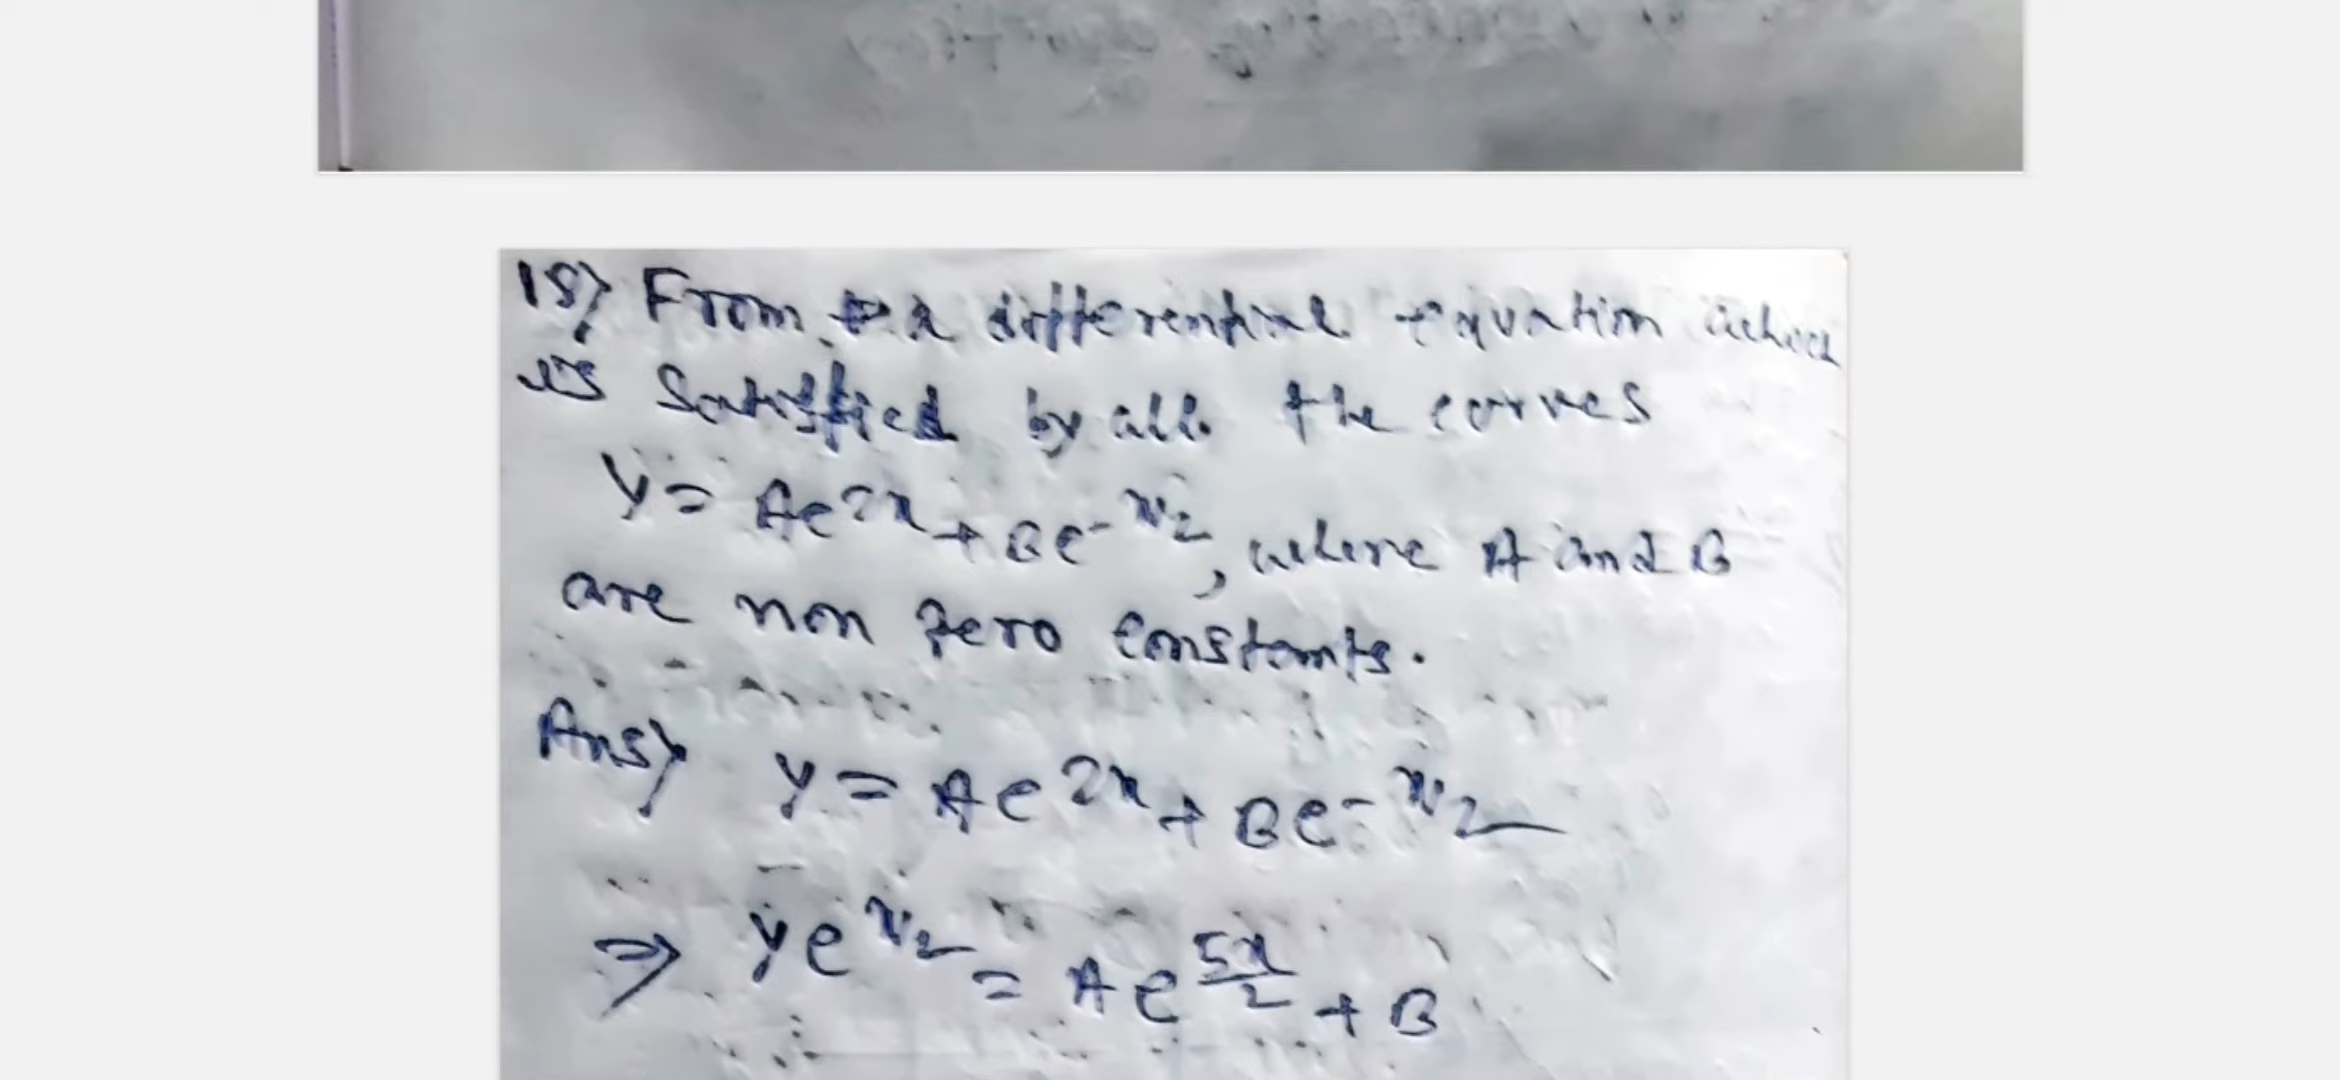 18) From a differential equation which
is satisfied by all the curves
y = Ae^2x + Be^-x/2, where A and B
are non zero constants.
Ans) y = Ae^2x + Be^-x/2
⇒ ye^x/2 = Ae^5x/2 + B